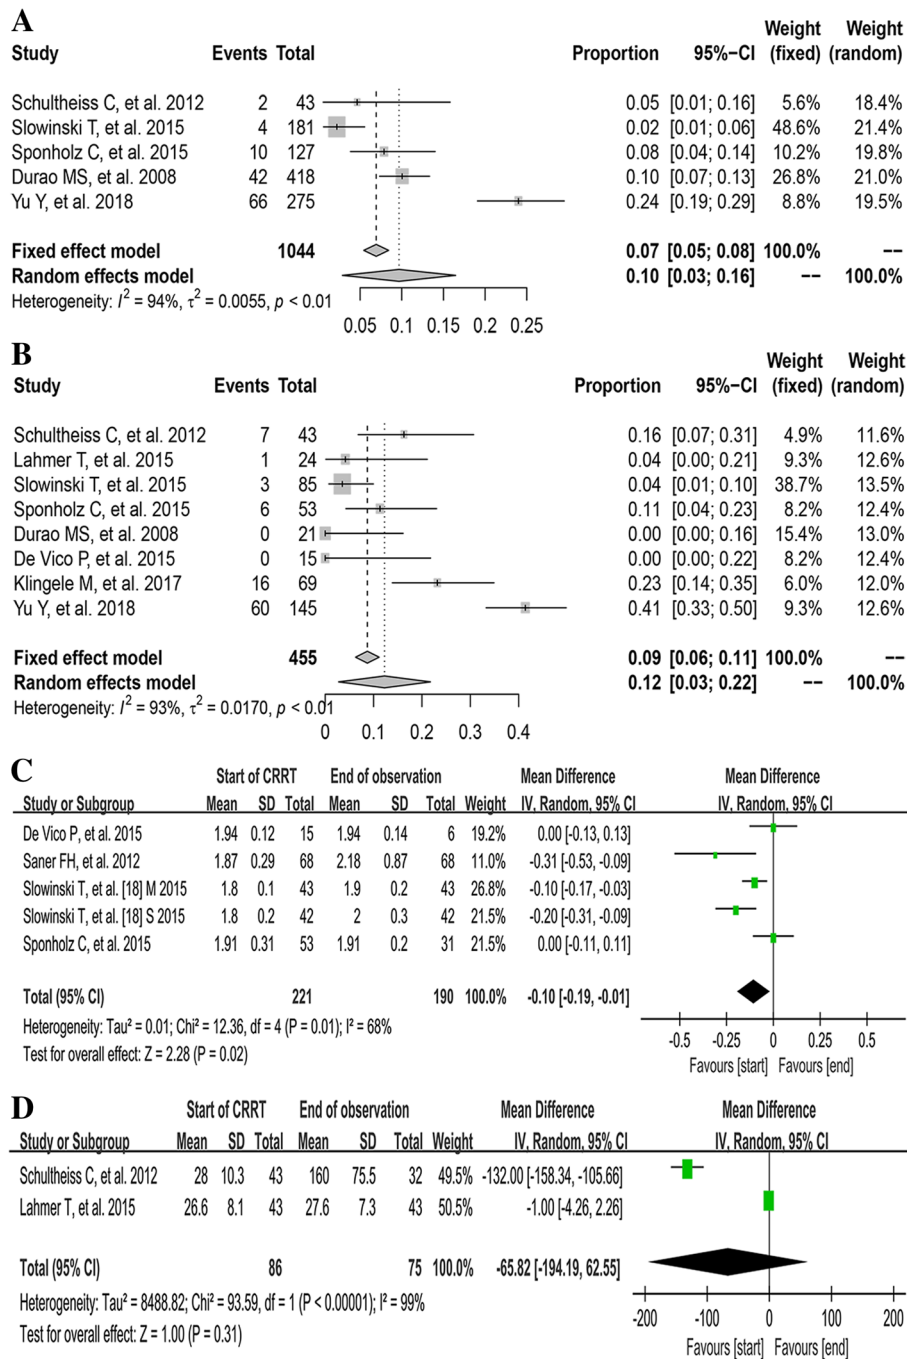 A
Weight Weight
Study Events Total Proportion 95%−CI (fixed) (random)
Schultheiss C, et al. 2012 2 43 0.05 [0.01; 0.16] 5.6% 18.4%
Slowinski T, et al. 2015 4 181 0.02 [0.01; 0.06] 48.6% 21.4%
Sponholz C, et al. 2015 10 127 0.08 [0.04; 0.14] 10.2% 19.8%
Durao MS, et al. 2008 42 418 0.10 [0.07; 0.13] 26.8% 21.0%
Yu Y, et al. 2018 66 275 0.24 [0.19; 0.29] 8.8% 19.5%
Fixed effect model 1044 0.07 [0.05; 0.08] 100.0% −−
Random effects model 0.10 [0.03; 0.16] −− 100.0%
Heterogeneity: I² = 94%, τ² = 0.0055, p < 0.01
0.05 0.1 0.15 0.2 0.25
B
Weight Weight
Study Events Total Proportion 95%−CI (fixed) (random)
Schultheiss C, et al. 2012 7 43 0.16 [0.07; 0.31] 4.9% 11.6%
Lahmer T, et al. 2015 1 24 0.04 [0.00; 0.21] 9.3% 12.6%
Slowinski T, et al. 2015 3 85 0.04 [0.01; 0.10] 38.7% 13.5%
Sponholz C, et al. 2015 6 53 0.11 [0.04; 0.23] 8.2% 12.4%
Durao MS, et al. 2008 0 21 0.00 [0.00; 0.16] 15.4% 13.0%
De Vico P, et al. 2015 0 15 0.00 [0.00; 0.22] 8.2% 12.4%
Klingele M, et al. 2017 16 69 0.23 [0.14; 0.35] 6.0% 12.0%
Yu Y, et al. 2018 60 145 0.41 [0.33; 0.50] 9.3% 12.6%
Fixed effect model 455 0.09 [0.06; 0.11] 100.0% −−
Random effects model 0.12 [0.03; 0.22] −− 100.0%
Heterogeneity: I² = 93%, τ² = 0.0170, p < 0.01
0 0.1 0.2 0.3 0.4
C
Start of CRRT End of observation Mean Difference Mean Difference
Study or Subgroup Mean SD Total Mean SD Total Weight IV, Random, 95% CI IV, Random, 95% CI
De Vico P, et al. 2015 1.94 0.12 15 1.94 0.14 6 19.2% 0.00 [-0.13, 0.13]
Saner FH, et al. 2012 1.87 0.29 68 2.18 0.87 68 11.0% -0.31 [-0.53, -0.09]
Slowinski T, et al. [18] M 2015 1.8 0.1 43 1.9 0.2 43 26.8% -0.10 [-0.17, -0.03]
Slowinski T, et al. [18] S 2015 1.8 0.2 42 2 0.3 42 21.5% -0.20 [-0.31, -0.09]
Sponholz C, et al. 2015 1.91 0.31 53 1.91 0.2 31 21.5% 0.00 [-0.11, 0.11]
Total (95% CI) 221 190 100.0% -0.10 [-0.19, -0.01]
Heterogeneity: Tau² = 0.01; Chi² = 12.36, df = 4 (P = 0.01); I² = 68%
Test for overall effect: Z = 2.28 (P = 0.02)
-0.5 -0.25 0 0.25 0.5
Favours [start] Favours [end]
D
Start of CRRT End of observation Mean Difference Mean Difference
Study or Subgroup Mean SD Total Mean SD Total Weight IV, Random, 95% CI IV, Random, 95% CI
Schultheiss C, et al. 2012 28 10.3 43 160 75.5 32 49.5% -132.00 [-158.34, -105.66]
Lahmer T, et al. 2015 26.6 8.1 43 27.6 7.3 43 50.5% -1.00 [-4.26, 2.26]
Total (95% CI) 86 75 100.0% -65.82 [-194.19, 62.55]
Heterogeneity: Tau² = 8488.82; Chi² = 93.59, df = 1 (P < 0.00001); I² = 99%
Test for overall effect: Z = 1.00 (P = 0.31)
-200 -100 0 100 200
Favours [start] Favours [end]